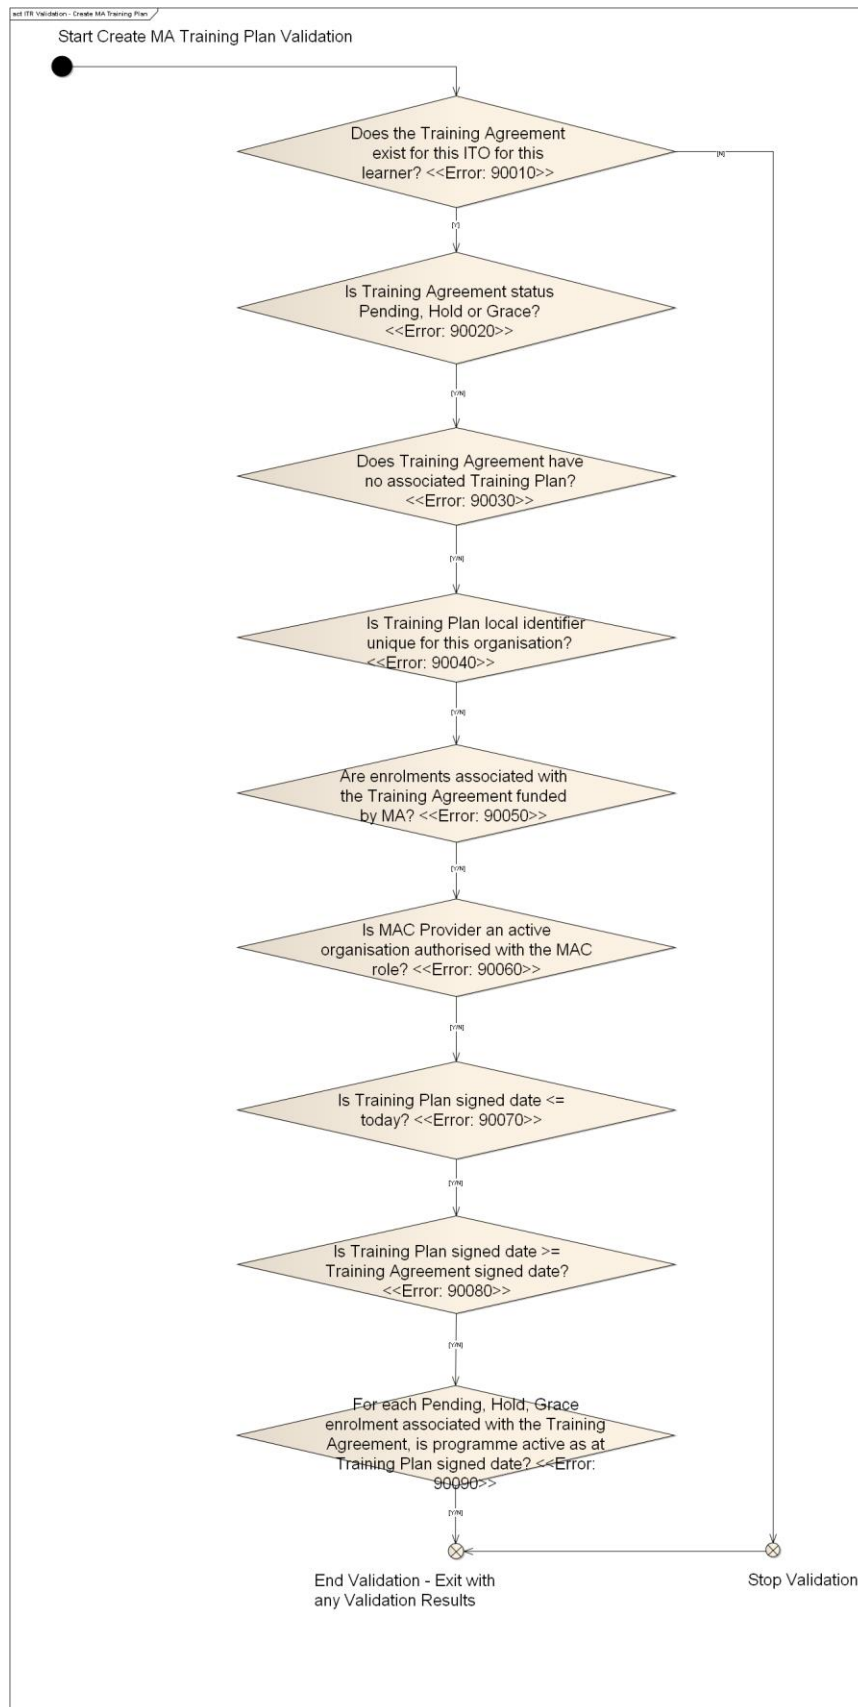 act ITR Validation - Create MA Training Plan
Start Create MA Training Plan Validation
Does the Training Agreement
exist for this ITO for this
learner? <<Error: 90010>>
[N]
[Y]
Is Training Agreement status
Pending, Hold or Grace?
<<Error: 90020>>
[Y/N]
Does Training Agreement have
no associated Training Plan?
<<Error: 90030>>
[Y/N]
Is Training Plan local identifier
unique for this organisation?
<<Error: 90040>>
[Y/N]
Are enrolments associated with
the Training Agreement funded
by MA? <<Error: 90050>>
[Y/N]
Is MAC Provider an active
organisation authorised with the MAC
role? <<Error: 90060>>
[Y/N]
Is Training Plan signed date <=
today? <<Error: 90070>>
[Y/N]
Is Training Plan signed date >=
Training Agreement signed date?
<<Error: 90080>>
[Y/N]
For each Pending, Hold, Grace
enrolment associated with the Training
Agreement, is programme active as at
Training Plan signed date? <<Error:
90090>>
[Y/N]
End Validation - Exit with
any Validation Results
Stop Validation